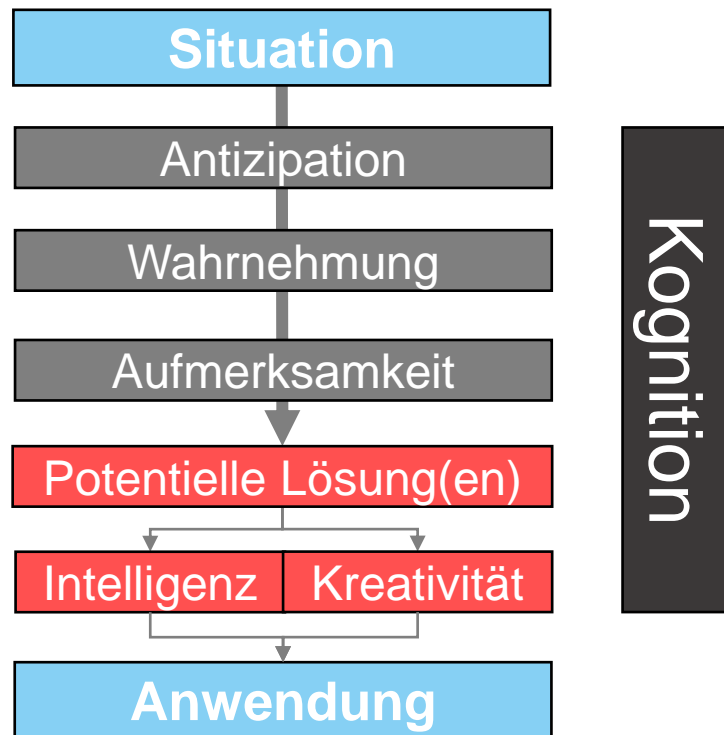 Situation
Antizipation
Wahrnehmung
Aufmerksamkeit
Potentielle Lösung(en)
Intelligenz
Kreativität
Anwendung
Kognition